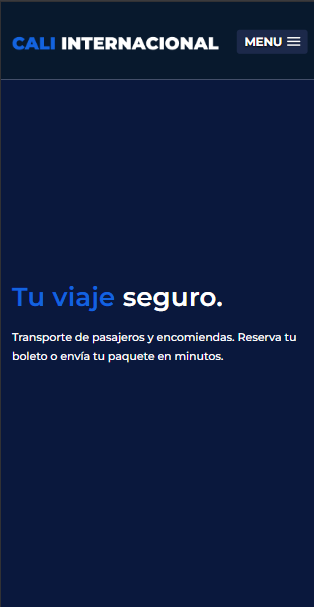 CALI INTERNACIONAL
MENU
Tu viaje seguro.
Transporte de pasajeros y encomiendas. Reserva tu
boleto o envía tu paquete en minutos.